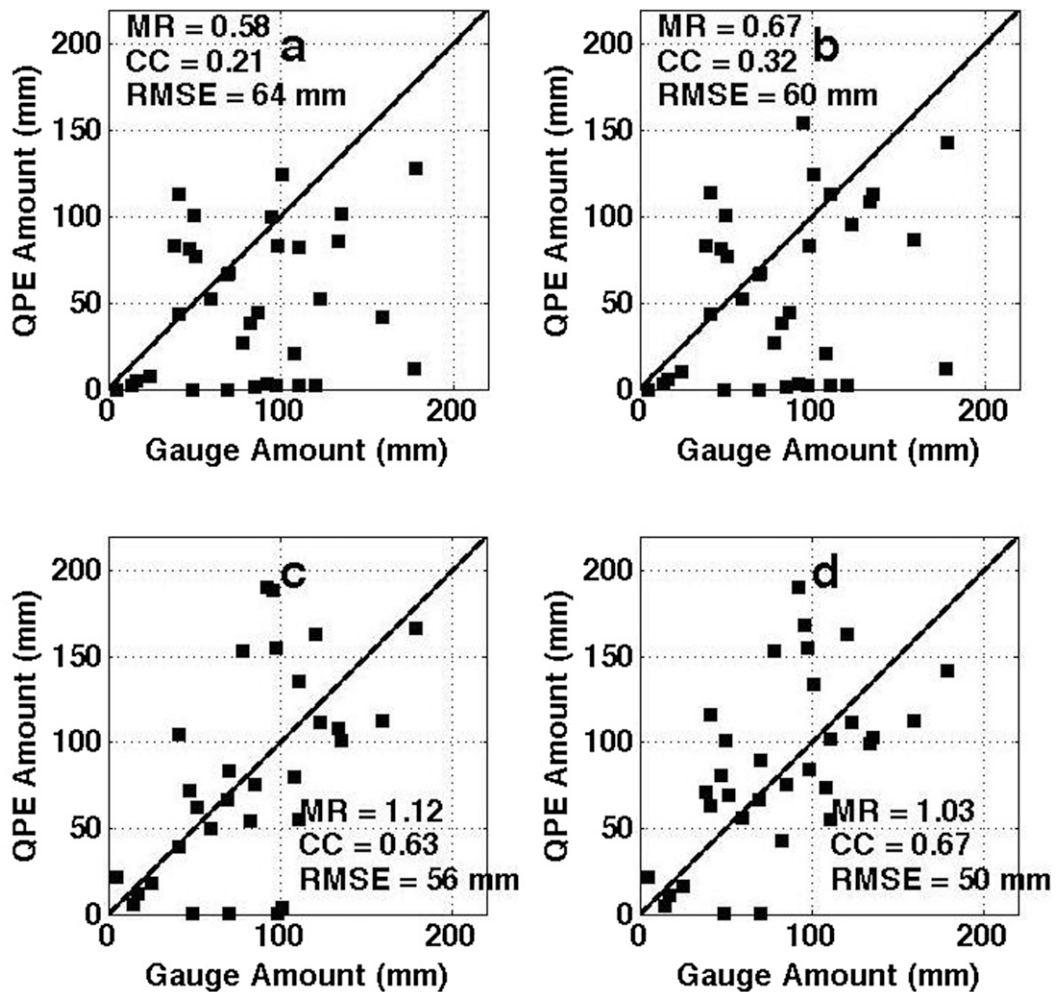 MR = 0.58
CC = 0.21
RMSE = 64 mm
a
200
150
100
50
0
QPE Amount (mm)
0 100 200
Gauge Amount (mm)
MR = 0.67
CC = 0.32
RMSE = 60 mm
b
200
150
100
50
0
QPE Amount (mm)
0 100 200
Gauge Amount (mm)
c
200
150
100
50
0
QPE Amount (mm)
MR = 1.12
CC = 0.63
RMSE = 56 mm
0 100 200
Gauge Amount (mm)
d
200
150
100
50
0
QPE Amount (mm)
MR = 1.03
CC = 0.67
RMSE = 50 mm
0 100 200
Gauge Amount (mm)